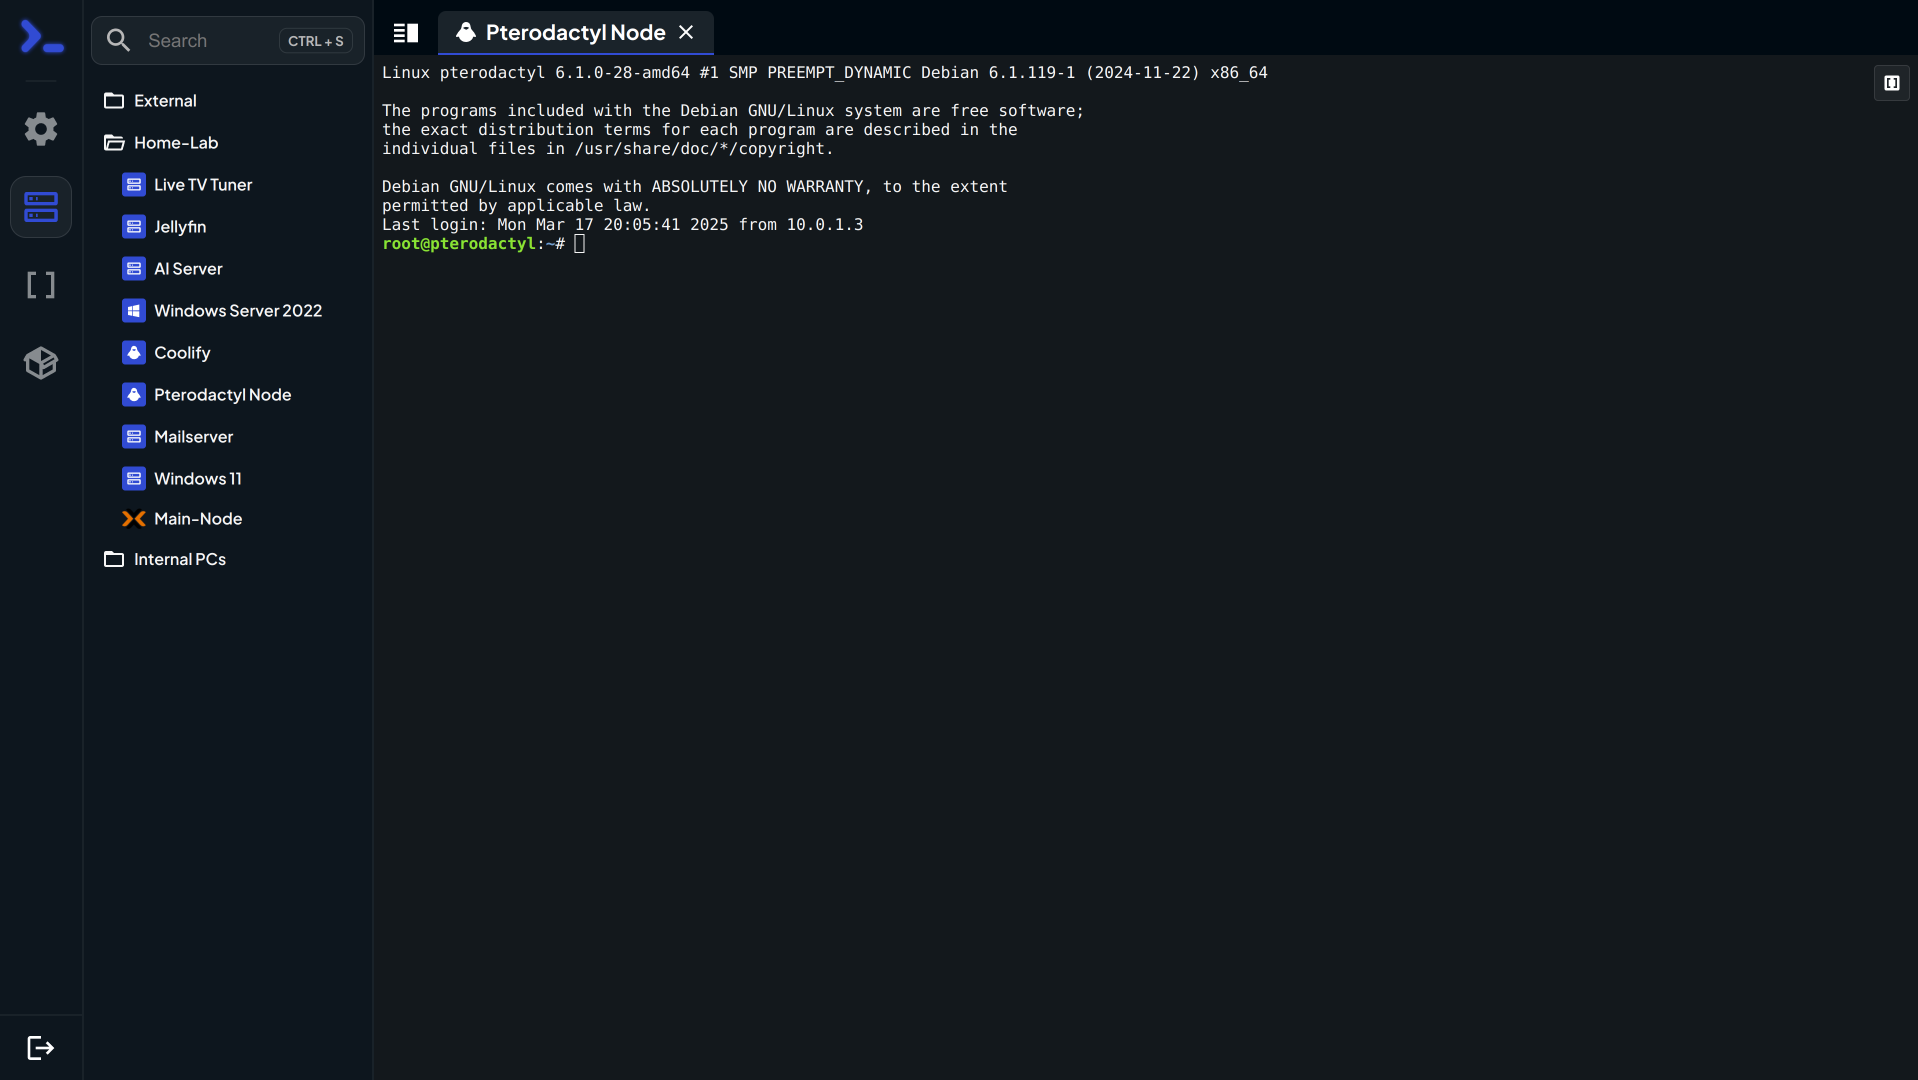 Search
CTRL + S
External
Home-Lab
Live TV Tuner
Jellyfin
AI Server
Windows Server 2022
Coolify
Pterodactyl Node
Mailserver
Windows 11
Main-Node
Internal PCs
Pterodactyl Node
Linux pterodactyl 6.1.0-28-amd64 #1 SMP PREEMPT_DYNAMIC Debian 6.1.119-1 (2024-11-22) x86_64
The programs included with the Debian GNU/Linux system are free software;
the exact distribution terms for each program are described in the
individual files in /usr/share/doc/*/copyright.
Debian GNU/Linux comes with ABSOLUTELY NO WARRANTY, to the extent
permitted by applicable law.
Last login: Mon Mar 17 20:05:41 2025 from 10.0.1.3
root@pterodactyl:~#